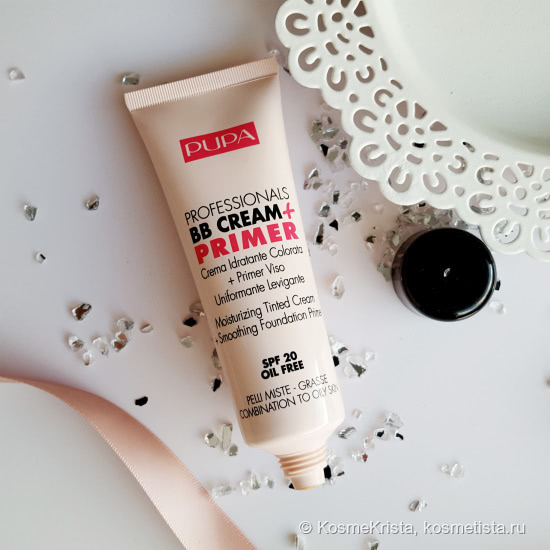 PUPA
PROFESSIONALS
BB CREAM+
PRIMER
Crema Idratante Colorata
+ Primer Viso
Uniformante Levigante
Moisturizing Tinted Cream
+ Smoothing Foundation Prime
SPF 20
OIL FREE
PELLI MISTE - GRASSE
COMBINATION TO OILY SKIN
© KosmeKrista, kosmetista.ru